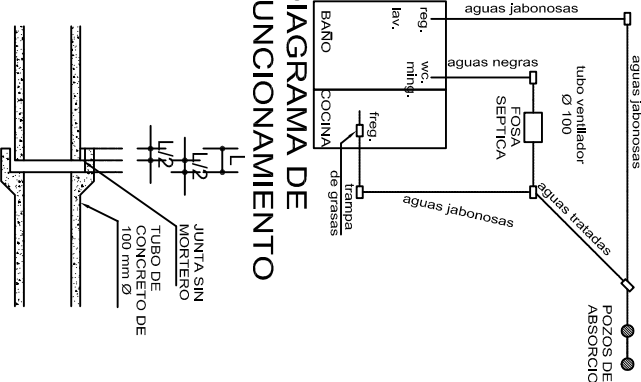 aguas jabonosas
aguas jabonosas
BAÑO
reg.
lav.
wc.
ming.
aguas negras
tubo ventilador
Ø 100
FOSA
SEPTICA
COCINA
freg.
trampa
de grasas
aguas jabonosas
aguas tratadas
POZOS DE
ABSORCIO
DIAGRAMA DE
FUNCIONAMIENTO
L
L/2
L/2
JUNTA SIN
MORTERO
TUBO DE
CONCRETO DE
100 mm Ø